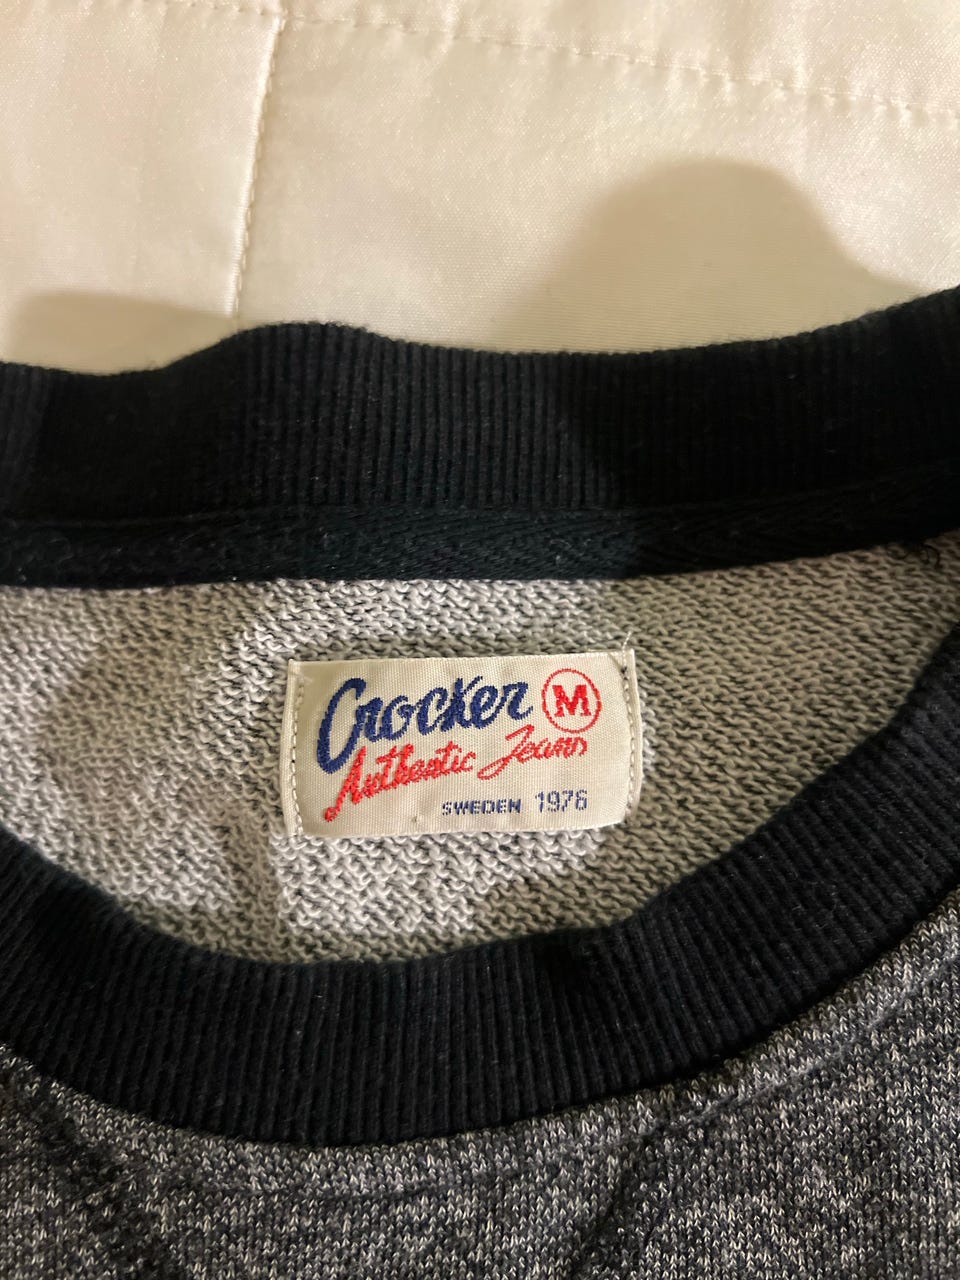 Crocker M
Authentic Jeans
SWEDEN 1976